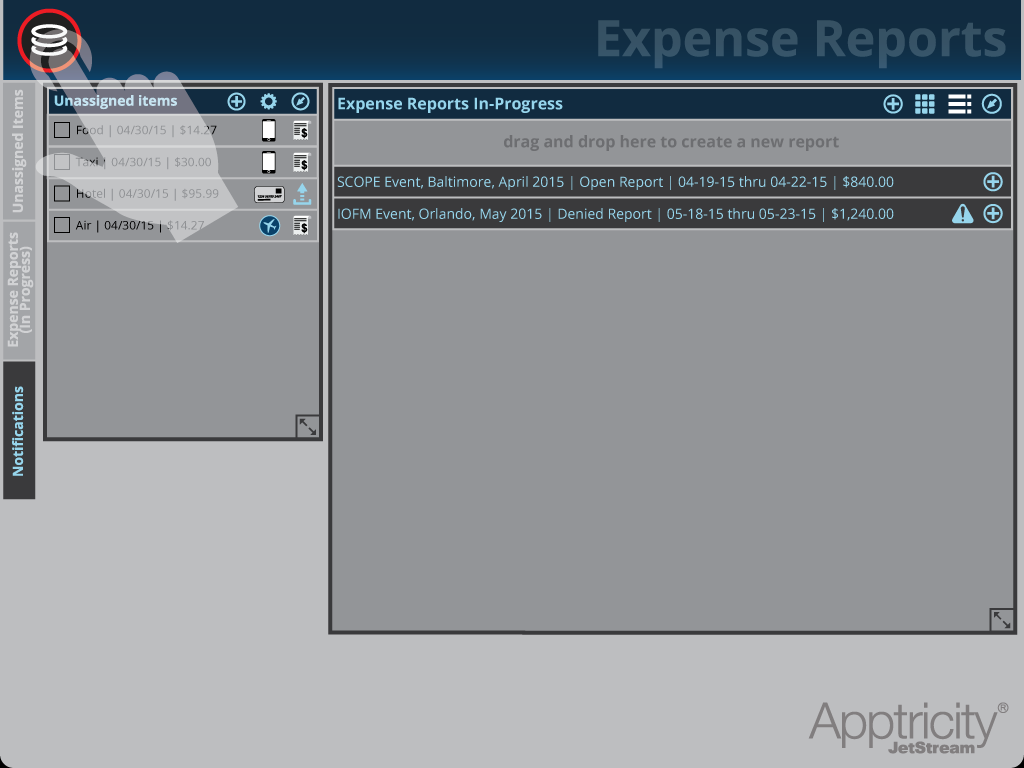 Expense Reports
Unassigned Items
Expense Reports
(In Progress)
Notifications
Unassigned items
Food | 04/30/15 | $14.27
Taxi | 04/30/15 | $30.00
Hotel | 04/30/15 | $95.99
Air | 04/30/15 | $14.27
Expense Reports In-Progress
drag and drop here to create a new report
SCOPE Event, Baltimore, April 2015 | Open Report | 04-19-15 thru 04-22-15 | $840.00
IOFM Event, Orlando, May 2015 | Denied Report | 05-18-15 thru 05-23-15 | $1,240.00
Apptricity®
JetStream